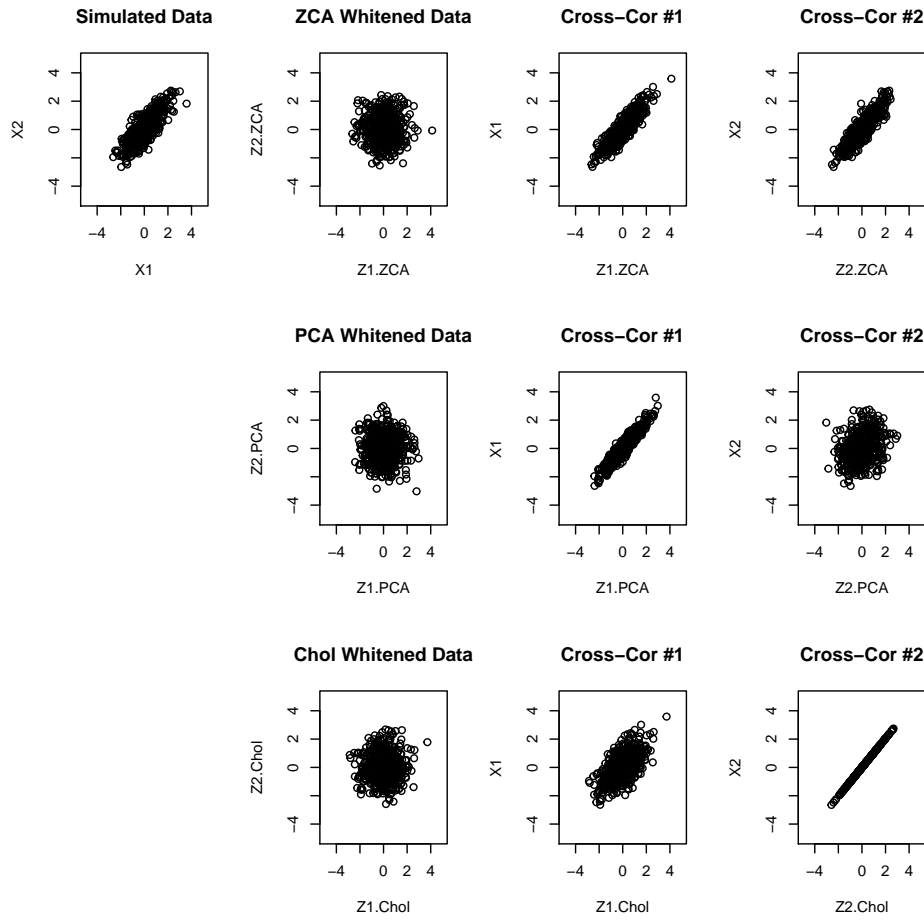 Simulated Data
X2
4
2
0
−4
−4
0
2
4
X1
ZCA Whitened Data
Z2.ZCA
4
2
0
−4
−4
0
2
4
Z1.ZCA
Cross−Cor #1
X1
4
2
0
−4
−4
0
2
4
Z1.ZCA
Cross−Cor #2
X2
4
2
0
−4
−4
0
2
4
Z2.ZCA
PCA Whitened Data
Z2.PCA
4
2
0
−4
−4
0
2
4
Z1.PCA
Cross−Cor #1
X1
4
2
0
−4
−4
0
2
4
Z1.PCA
Cross−Cor #2
X2
4
2
0
−4
−4
0
2
4
Z2.PCA
Chol Whitened Data
Z2.Chol
4
2
0
−4
−4
0
2
4
Z1.Chol
Cross−Cor #1
X1
4
2
0
−4
−4
0
2
4
Z1.Chol
Cross−Cor #2
X2
4
2
0
−4
−4
0
2
4
Z2.Chol